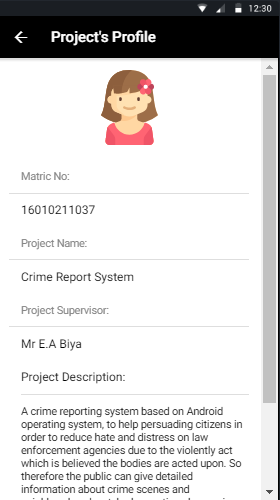 12:30
Project's Profile
Matric No:
16010211037
Project Name:
Crime Report System
Project Supervisor:
Mr E.A Biya
Project Description:
A crime reporting system based on Android
operating system, to help persuading citizens in
order to reduce hate and distress on law
enforcement agencies due to the violently act
which is believed the bodies are acted upon. So
therefore the public can give detailed
information about crime scenes and